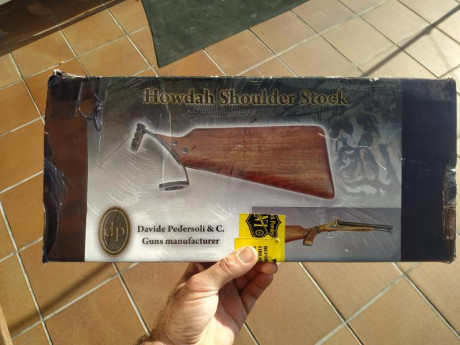 Howdah Shoulder Stock
dp
Davide Pedersoli & C.
Guns manufacturer